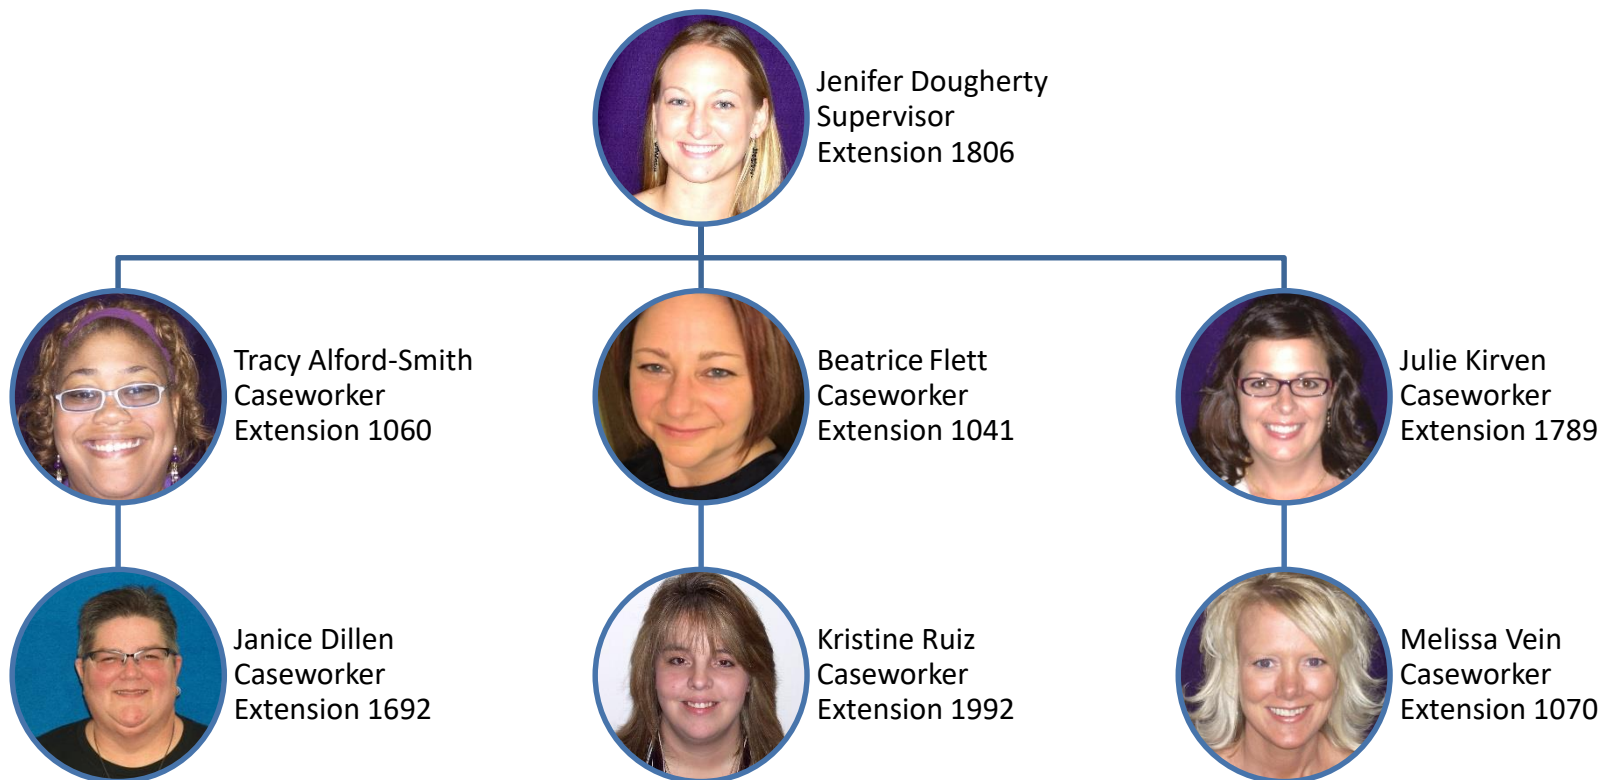 Jenifer Dougherty
Supervisor
Extension 1806
Tracy Alford-Smith
Caseworker
Extension 1060
Beatrice Flett
Caseworker
Extension 1041
Julie Kirven
Caseworker
Extension 1789
Janice Dillen
Caseworker
Extension 1692
Kristine Ruiz
Caseworker
Extension 1992
Melissa Vein
Caseworker
Extension 1070